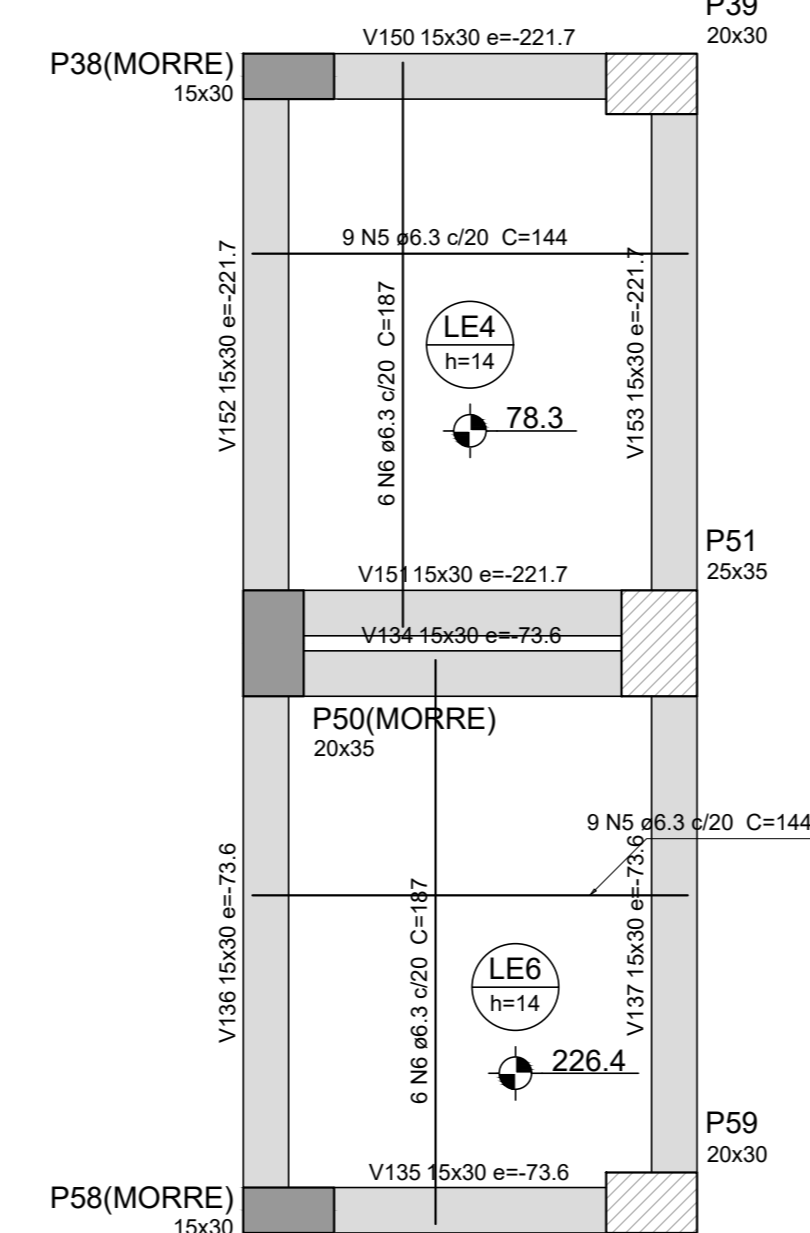 P39
20x30
V150 15x30 e=-221.7
P38(MORRE)
15x30
9 N5 ø6.3 c/20 C=144
V152 15x30 e=-221.7
6 N6 ø6.3 c/20 C=187
V153 15x30 e=-221.7
LE4
h=14
78.3
P51
25x35
V151 15x30 e=-221.7
V134 15x30 e=-73.6
P50(MORRE)
20x35
9 N5 ø6.3 c/20 C=144
V136 15x30 e=-73.6
6 N6 ø6.3 c/20 C=187
V137 15x30 e=-73.6
LE6
h=14
226.4
P59
20x30
V135 15x30 e=-73.6
P58(MORRE)
15x30